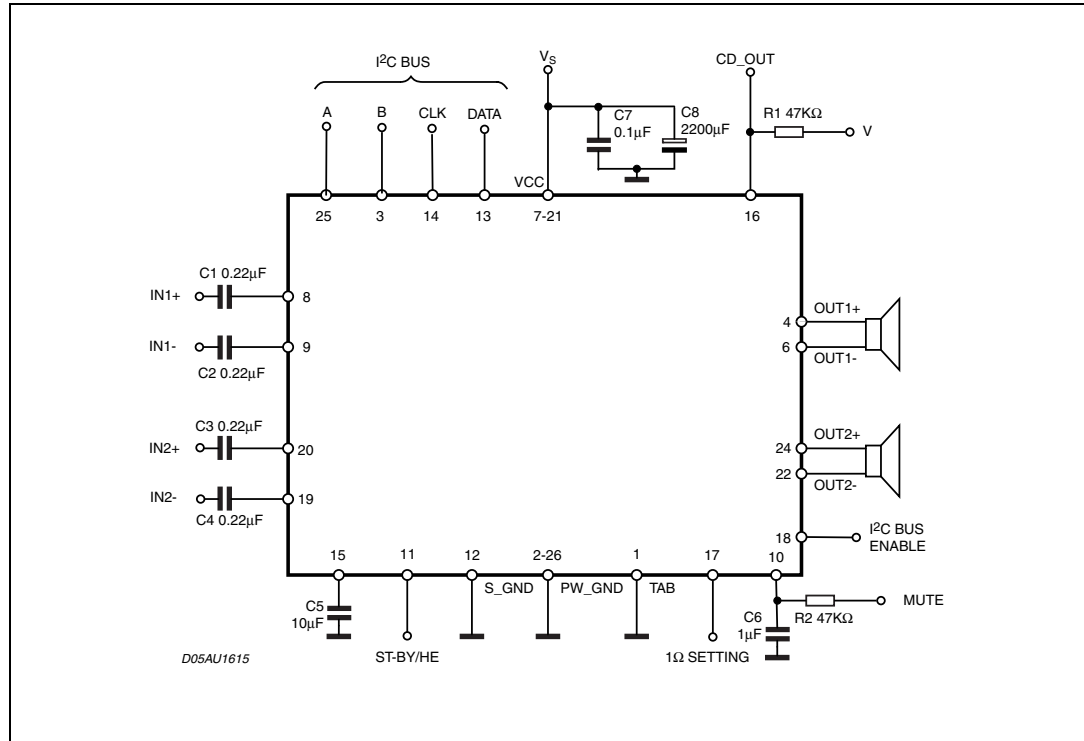 I²C BUS
A
B
CLK
DATA
VS
C7
0.1µF
C8
2200µF
CD_OUT
R1 47KΩ
V
VCC
25
3
14
13
7-21
16
C1 0.22µF
IN1+
8
IN1-
9
C2 0.22µF
C3 0.22µF
IN2+
20
IN2-
19
C4 0.22µF
4
OUT1+
6
OUT1-
24
OUT2+
22
OUT2-
18
I²C BUS
ENABLE
15
11
12
2-26
1
17
10
S_GND
PW_GND
TAB
C5
10µF
C6
1µF
R2 47KΩ
MUTE
ST-BY/HE
1Ω SETTING
D05AU1615